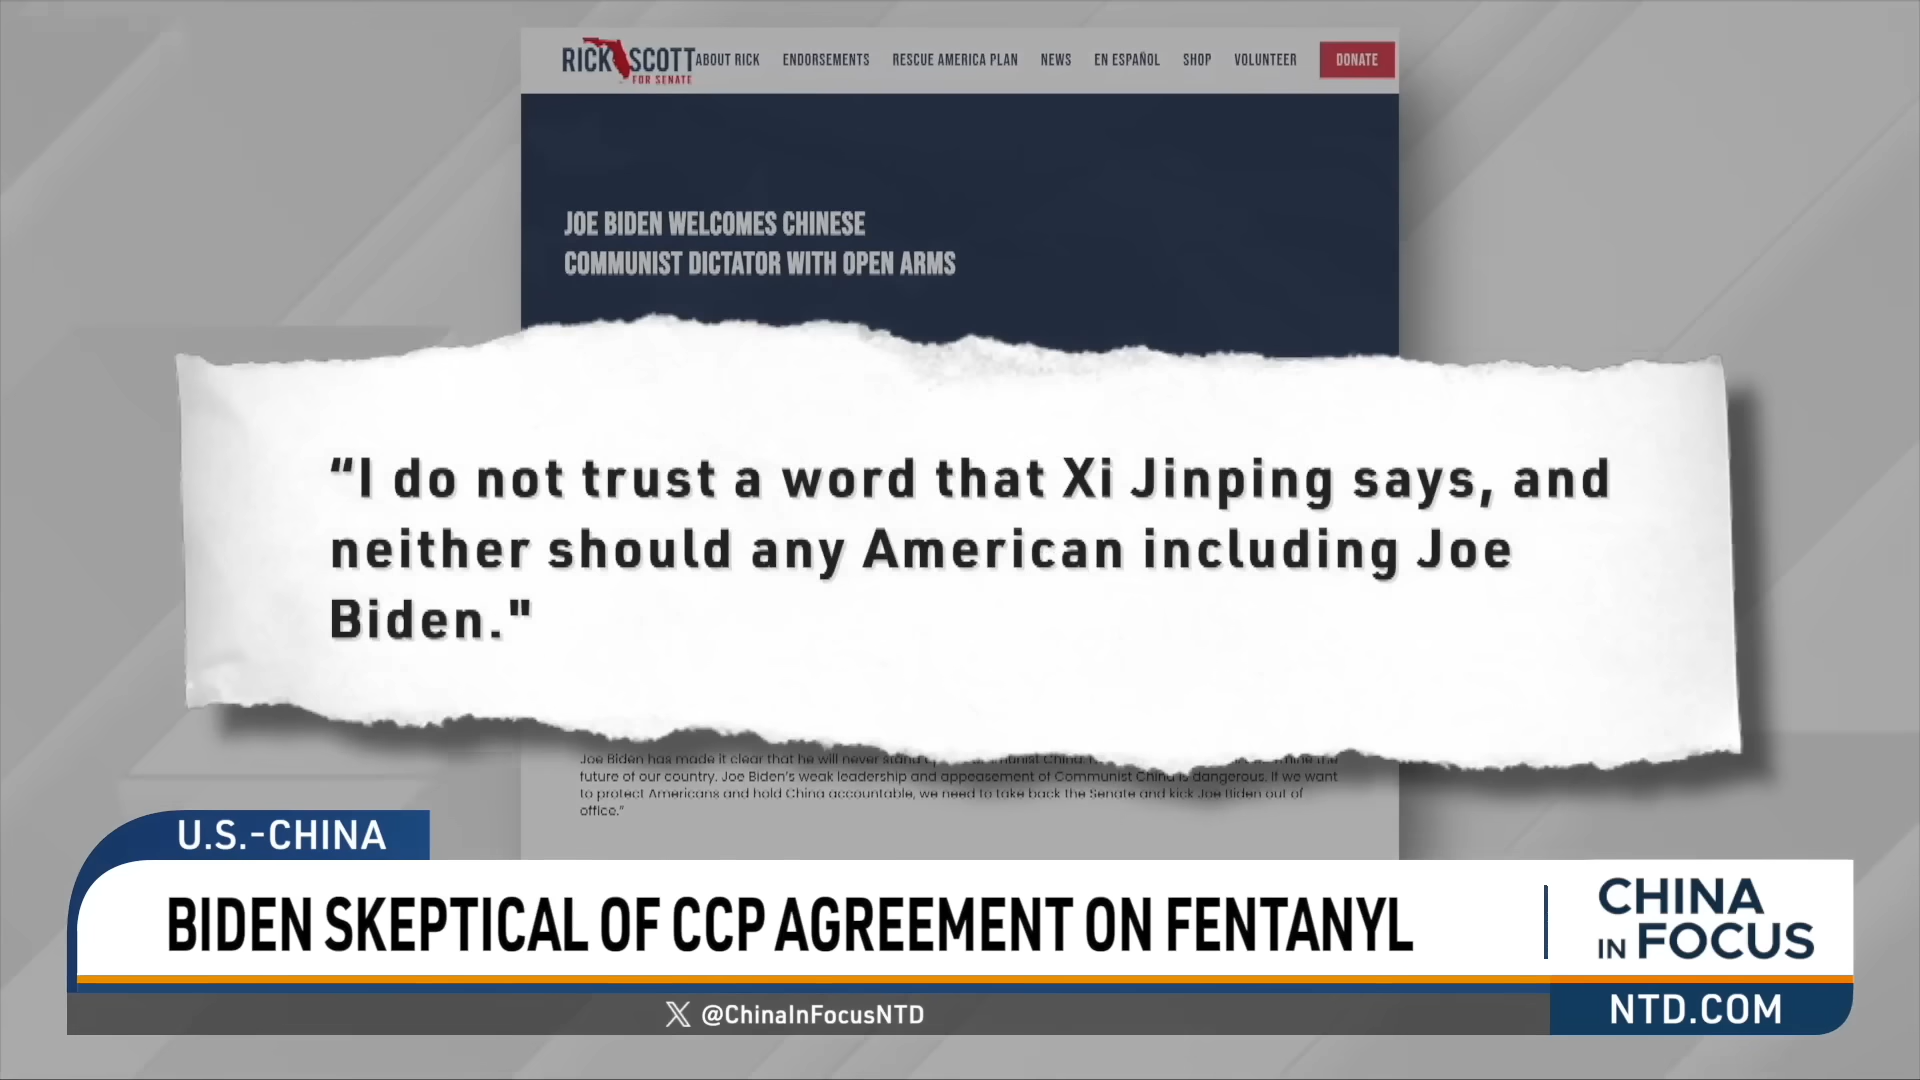 RICK SCOTT
FOR SENATE
ABOUT RICK ENDORSEMENTS RESCUE AMERICA PLAN NEWS EN ESPAÑOL SHOP VOLUNTEER DONATE
JOE BIDEN WELCOMES CHINESE
COMMUNIST DICTATOR WITH OPEN ARMS
“I do not trust a word that Xi Jinping says, and
neither should any American including Joe
Biden."
Joe Biden has made it clear that he will never stand
future of our country. Joe Biden’s weak leadership and appeasement of Communist China is dangerous. If we want
to protect Americans and hold China accountable, we need to take back the Senate and kick Joe Biden out of
office.”
U.S.-CHINA
BIDEN SKEPTICAL OF CCP AGREEMENT ON FENTANYL
CHINA
IN FOCUS
X @ChinaInFocusNTD
NTD.COM